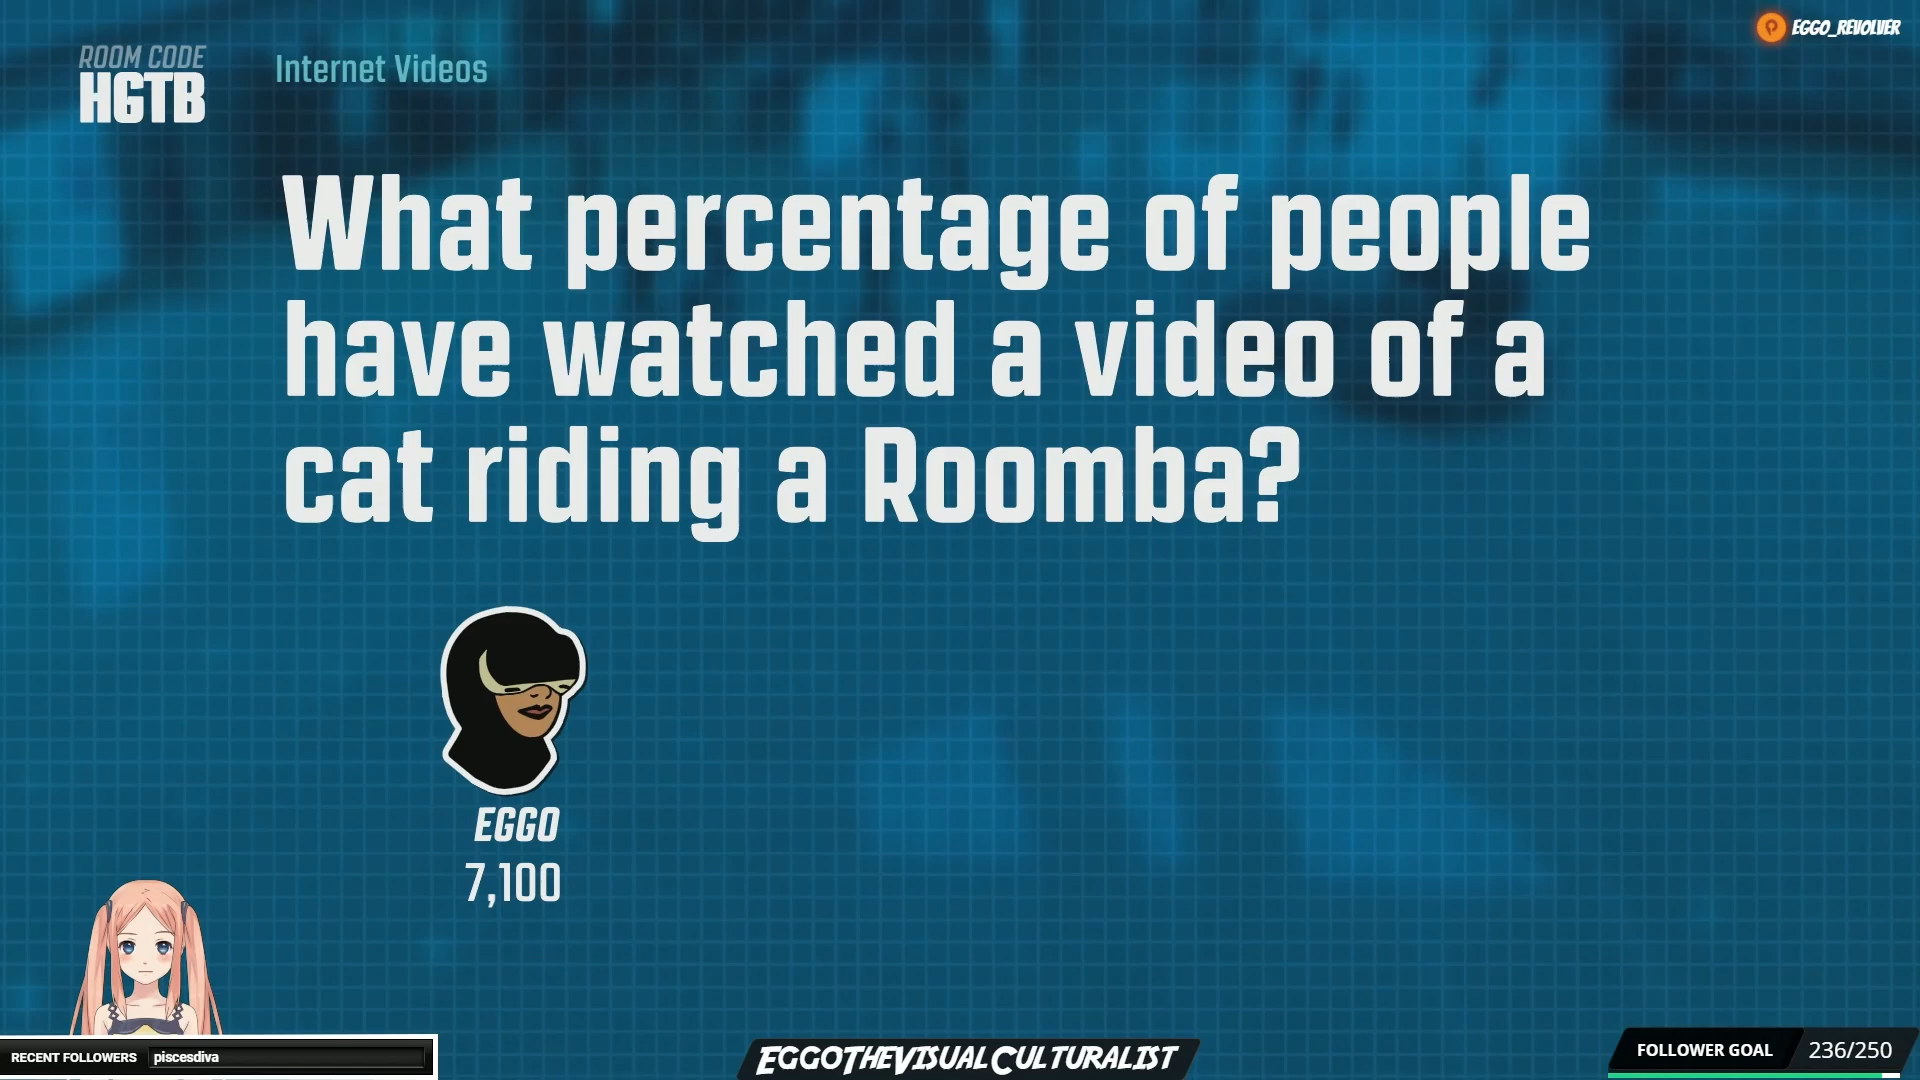 ROOM CODE
HGTB
Internet Videos
EGGO_REVOLVER
What percentage of people
have watched a video of a
cat riding a Roomba?
EGGO
7,100
RECENT FOLLOWERS piscesdiva
EGGOTHEVISUALCULTURALIST
FOLLOWER GOAL 236/250